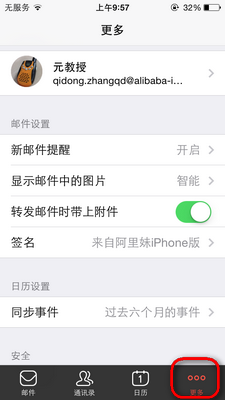 无服务 上午9:57 32%
更多
元教授
qidong.zhangqd@alibaba-i...
邮件设置
新邮件提醒 开启
显示邮件中的图片 智能
转发邮件时带上附件
签名 来自阿里妹iPhone版
日历设置
同步事件 过去六个月的事件
安全
邮件 通讯录 1 日历 更多